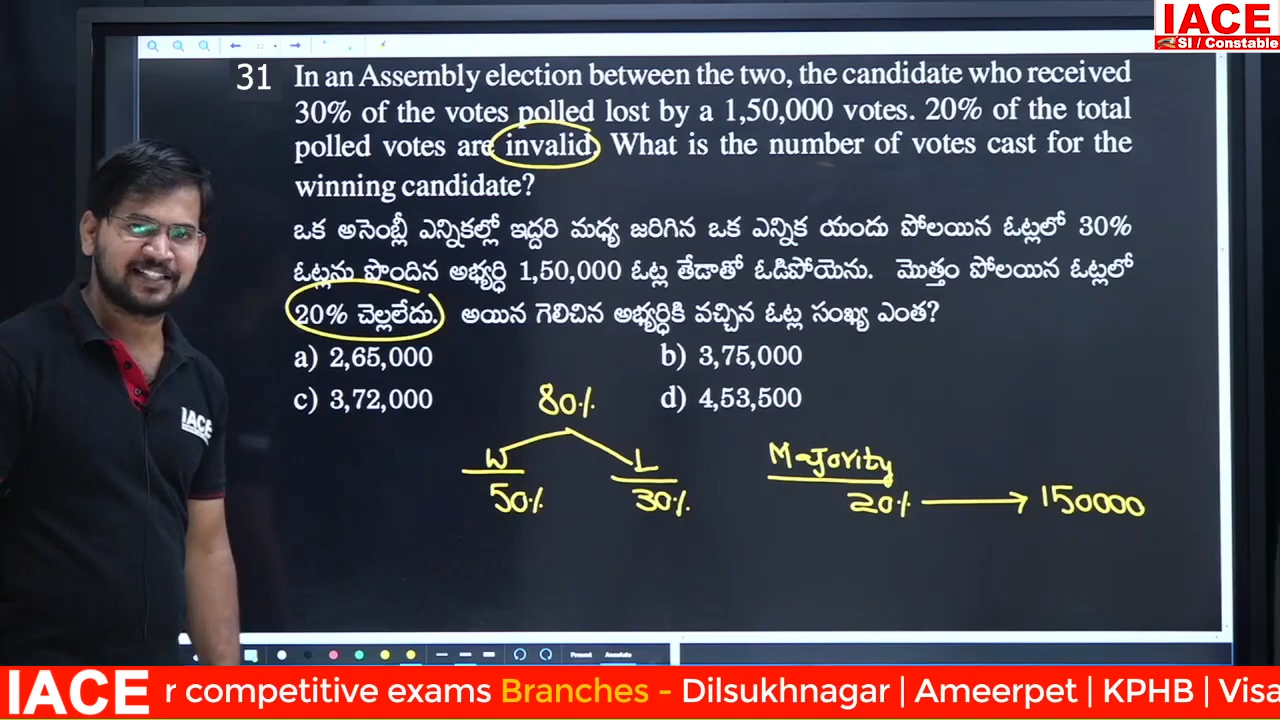 IACE
SI / Constable
31 In an Assembly election between the two, the candidate who received
30% of the votes polled lost by a 1,50,000 votes. 20% of the total
polled votes are invalid. What is the number of votes cast for the
winning candidate?
ఒక అసెంబ్లీ ఎన్నికల్లో ఇద్దరి మధ్య జరిగిన ఒక ఎన్నిక యందు పోలయిన ఓట్లలో 30%
ఓట్లను పొందిన అభ్యర్ధి 1,50,000 ఓట్ల తేడాతో ఓడిపోయెను. మొత్తం పోలయిన ఓట్లలో
20% చెల్లలేదు. అయిన గెలిచిన అభ్యర్ధికి వచ్చిన ఓట్ల సంఖ్య ఎంత?
a) 2,65,000 b) 3,75,000
c) 3,72,000 d) 4,53,500
80%
W L Majority
50% 30% 20% → 150000
IACE
Present Annotate
IACE r competitive exams Branches - Dilsukhnagar | Ameerpet | KPHB | Visa